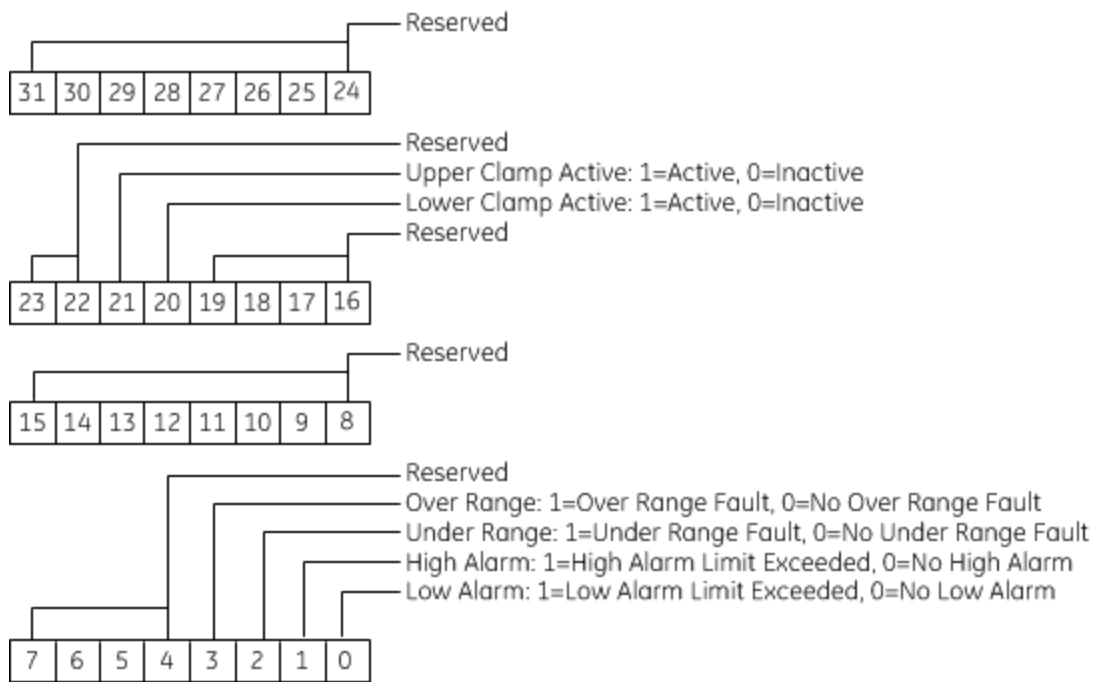 Reserved
31 30 29 28 27 26 25 24
Reserved
Upper Clamp Active: 1=Active, 0=Inactive
Lower Clamp Active: 1=Active, 0=Inactive
Reserved
23 22 21 20 19 18 17 16
Reserved
15 14 13 12 11 10 9 8
Reserved
Over Range: 1=Over Range Fault, 0=No Over Range Fault
Under Range: 1=Under Range Fault, 0=No Under Range Fault
High Alarm: 1=High Alarm Limit Exceeded, 0=No High Alarm
Low Alarm: 1=Low Alarm Limit Exceeded, 0=No Low Alarm
7 6 5 4 3 2 1 0